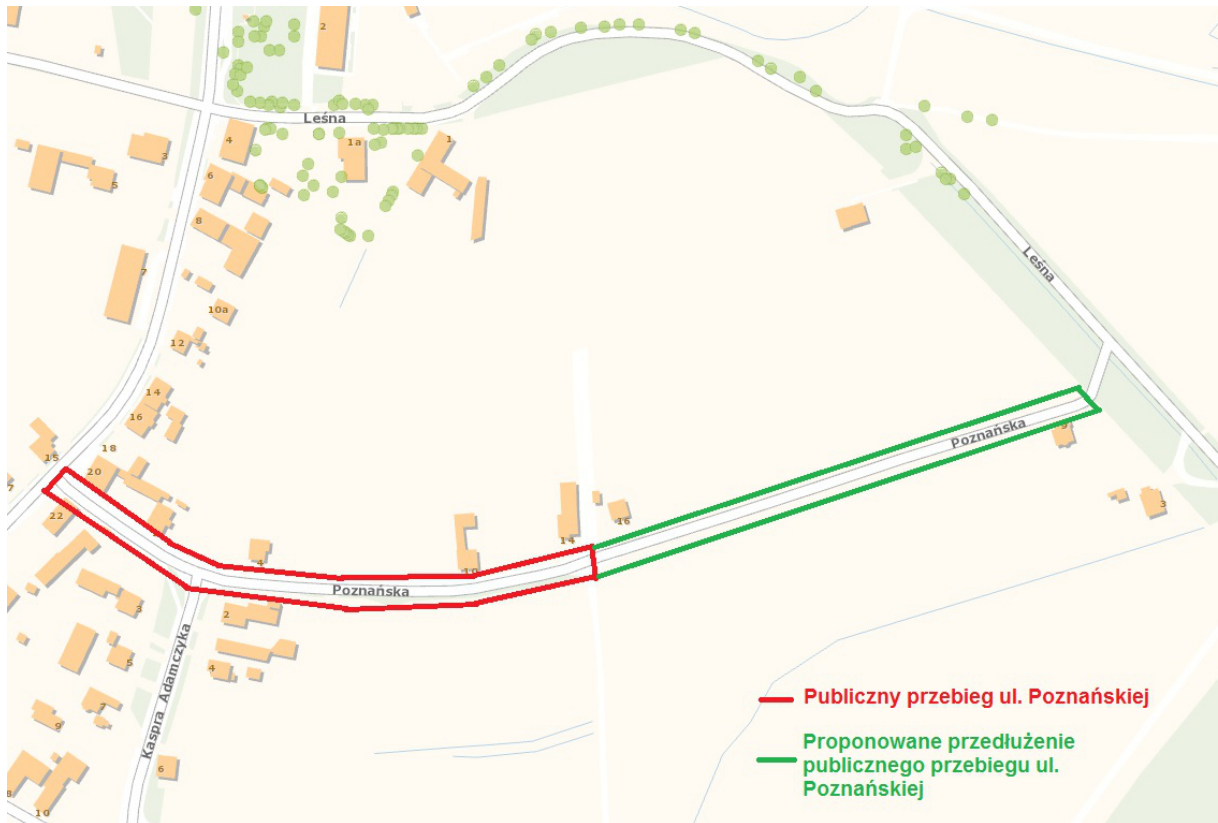 2
Leśna
4
1a
1
3
5
6
8
7
10a
12
14
16
15
18
20
7
22
Leśna
Poznańska
9
3
16
14
10
4
Poznańska
3
2
5
4
Kaspra Adamczyka
7
9
6
8
10
Publiczny przebieg ul. Poznańskiej
Proponowane przedłużenie
publicznego przebiegu ul.
Poznańskiej